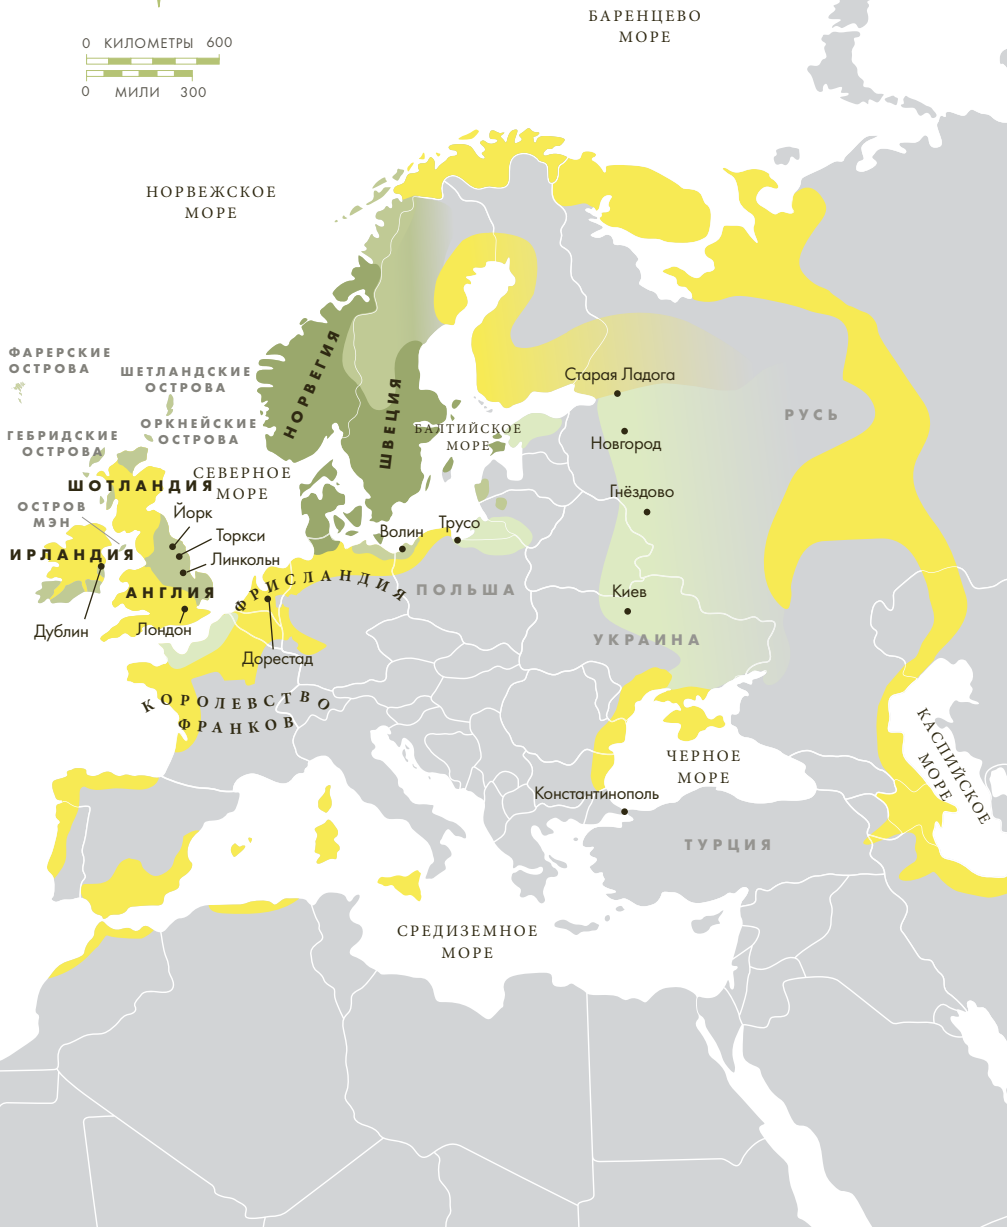 БАРЕНЦЕВО
МОРЕ
0 КИЛОМЕТРЫ 600
0 МИЛИ 300
НОРВЕЖСКОЕ
МОРЕ
ФАРЕРСКИЕ
ОСТРОВА
ШЕТЛАНДСКИЕ
ОСТРОВА
НОРВЕГИЯ
ШВЕЦИЯ
Старая Ладога
РУСЬ
ОРКНЕЙСКИЕ
ОСТРОВА
ГЕБРИДСКИЕ
ОСТРОВА
БАЛТИЙСКОЕ
МОРЕ
Новгород
СЕВЕРНОЕ
МОРЕ
ШОТЛАНДИЯ
Гнёздово
ОСТРОВ
МЭН
Йорк
Торкси
Линкольн
Волин
Трусо
ИРЛАНДИЯ
АНГЛИЯ
ФРИСЛАНДИЯ
ПОЛЬША
Киев
Дублин
Лондон
УКРАИНА
Дорестад
КОРОЛЕВСТВО
ФРАНКОВ
ЧЕРНОЕ
МОРЕ
КАСПИЙСКОЕ
МОРЕ
Константинополь
ТУРЦИЯ
СРЕДИЗЕМНОЕ
МОРЕ